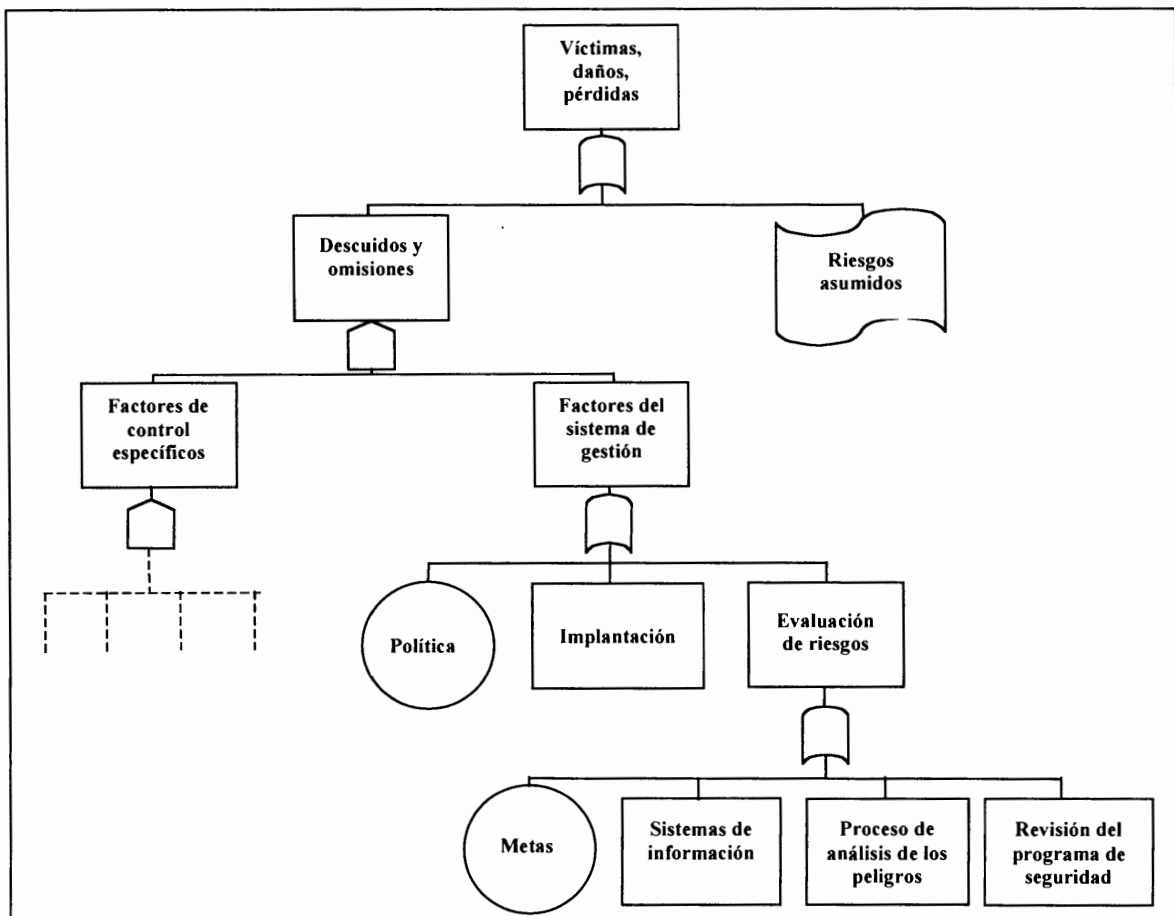 Víctimas,
daños,
pérdidas
Descuidos y
omisiones
Riesgos
asumidos
Factores de
control
específicos
Factores del
sistema de
gestión
Política
Implantación
Evaluación
de riesgos
Metas
Sistemas de
información
Proceso de
análisis de los
peligros
Revisión del
programa de
seguridad